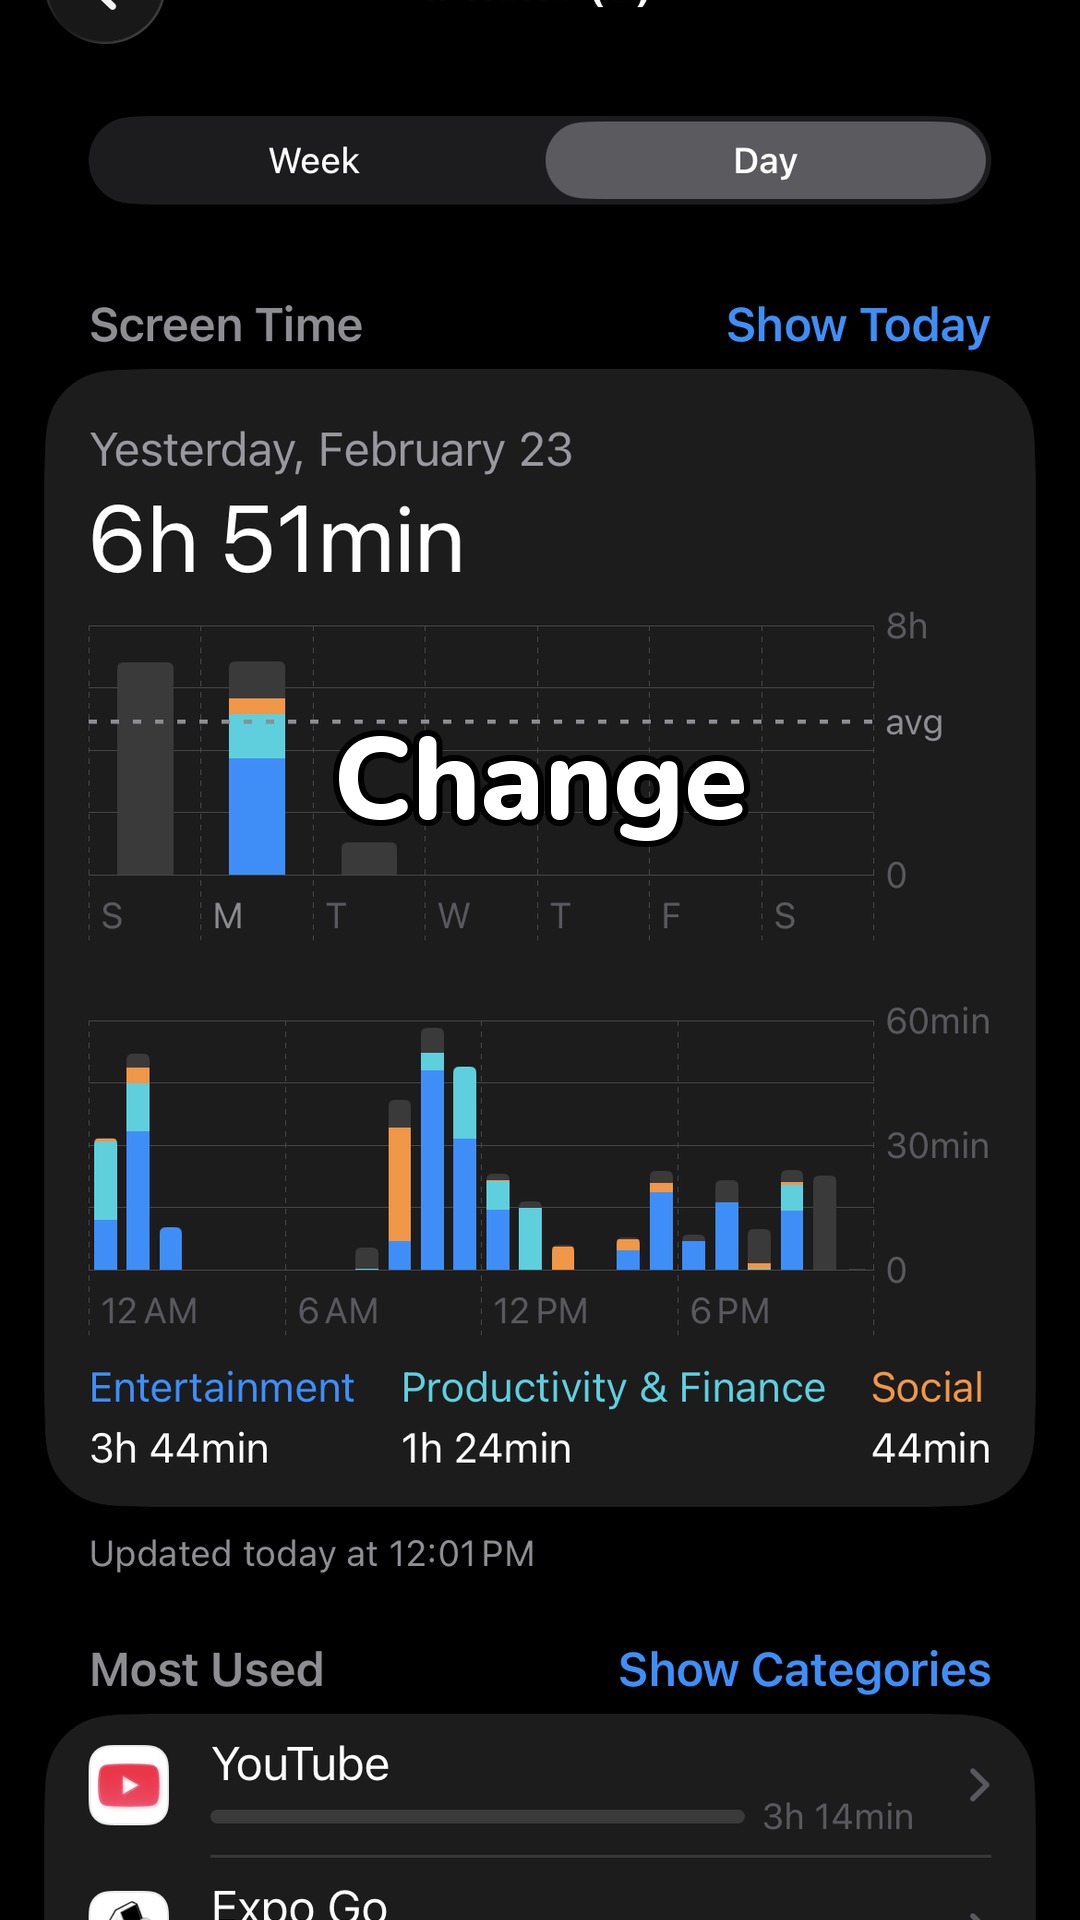 Week Day
Screen Time Show Today
Yesterday, February 23
6h 51min
8h
avg
Change
0
S M T W T F S
60min
30min
0
12 AM 6 AM 12 PM 6 PM
Entertainment Productivity & Finance Social
3h 44min 1h 24min 44min
Updated today at 12:01 PM
Most Used Show Categories
YouTube
3h 14min
Expo Go